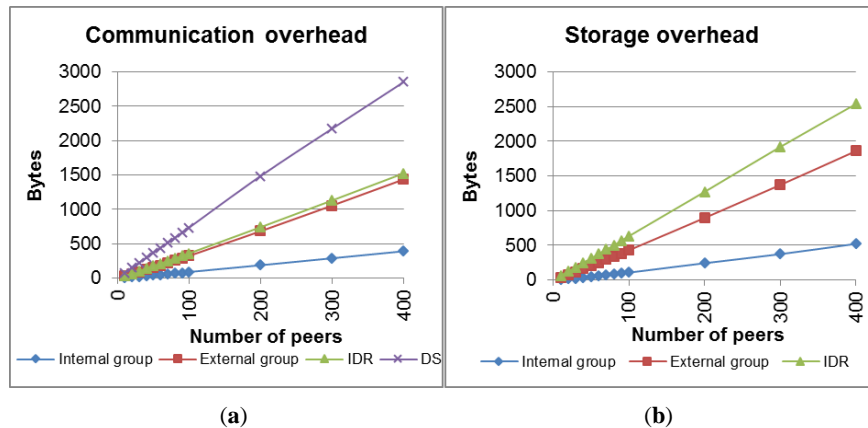 Communication overhead
3000
2500
2000
1500
1000
500
0
Bytes
0
100
200
300
400
Number of peers
Internal group
External group
IDR
DS
(a)
Storage overhead
3000
2500
2000
1500
1000
500
0
Bytes
0
100
200
300
400
Number of peers
Internal group
External group
IDR
(b)